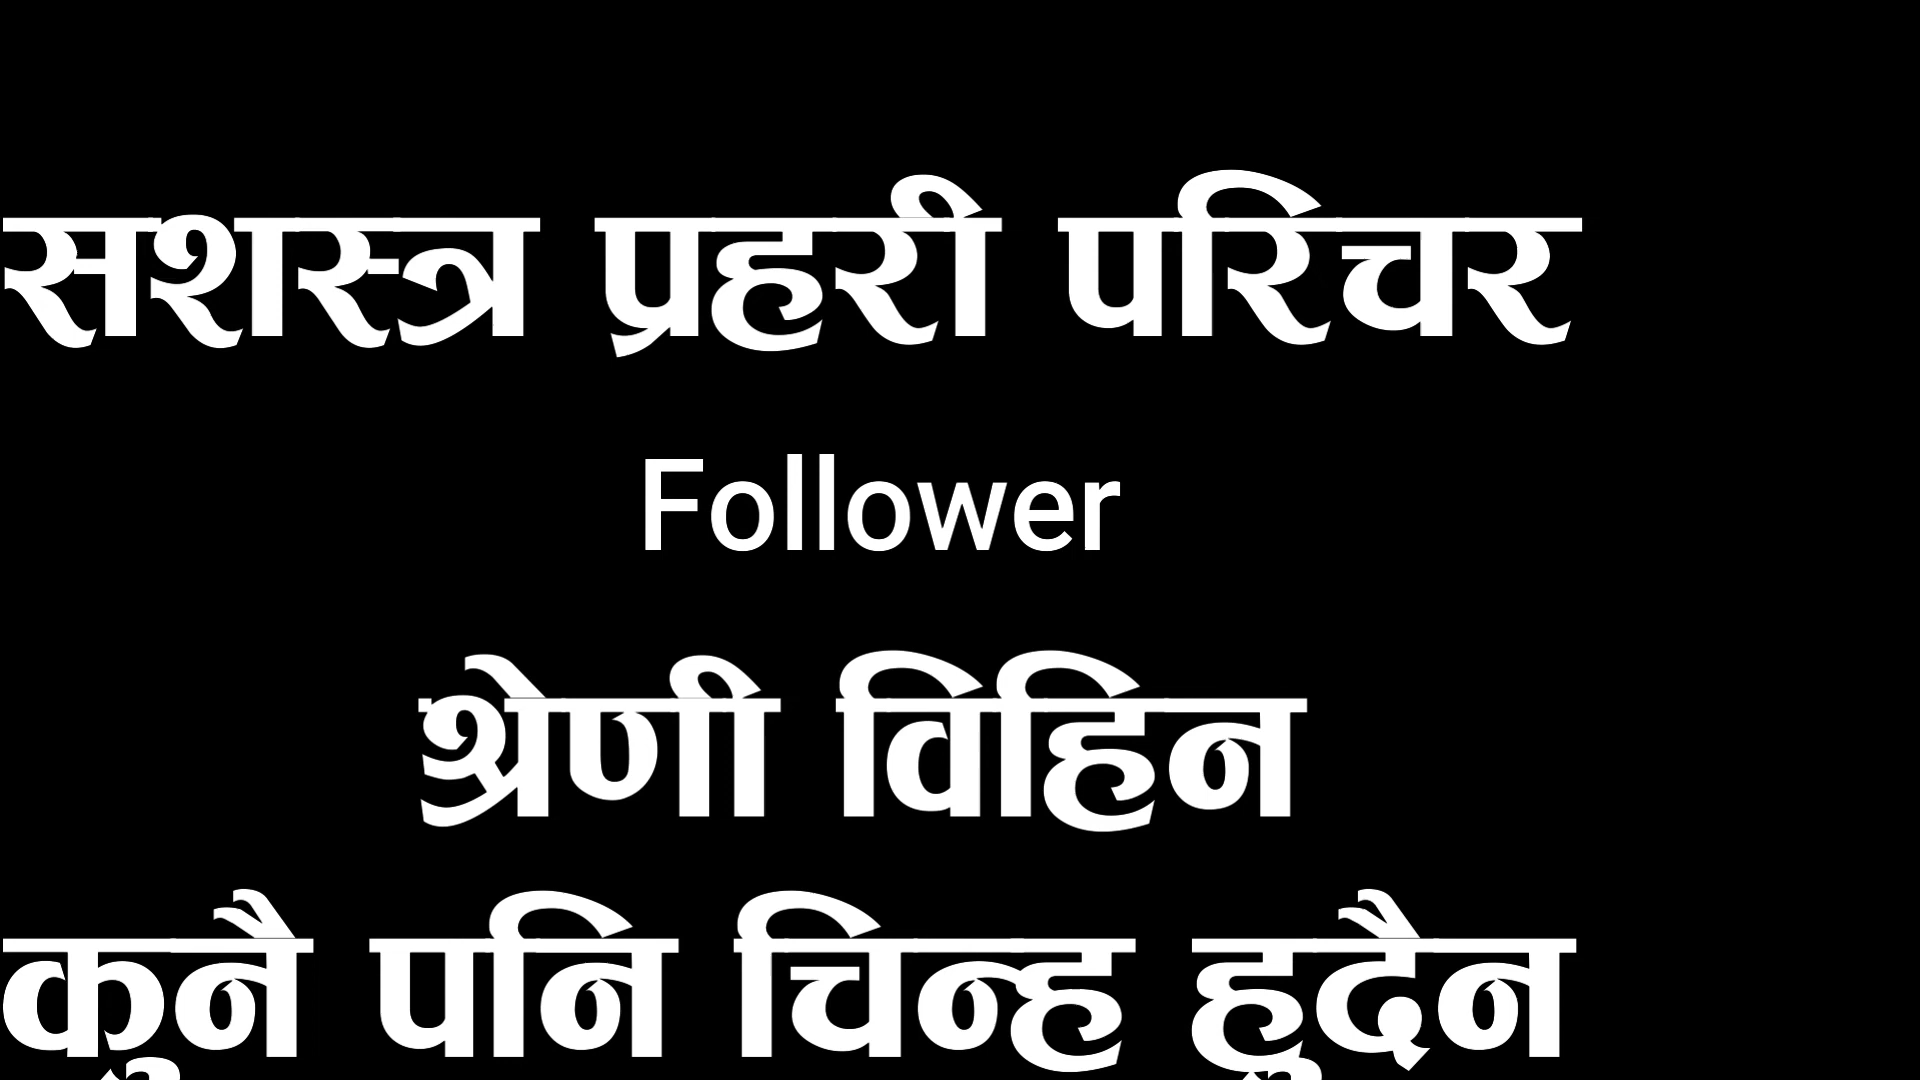 सशस्त्र प्रहरी परिचर
Follower
श्रेणी विहिन
कुनै पनि चिन्ह हुदैन